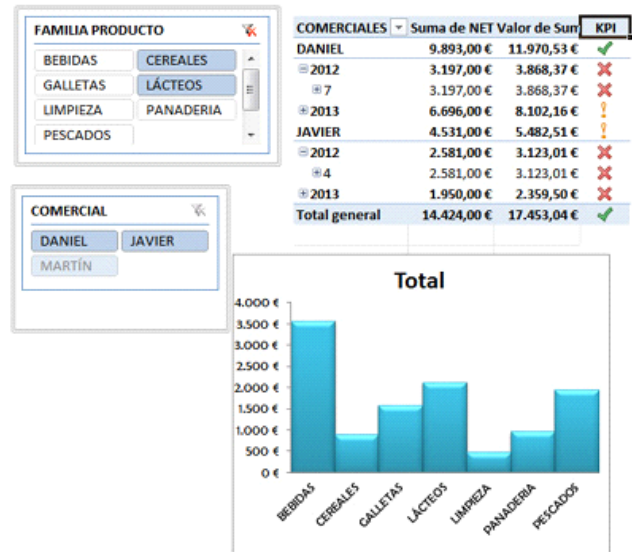 FAMILIA PRODUCTO
BEBIDAS CEREALES
GALLETAS LÁCTEOS
LIMPIEZA PANADERIA
PESCADOS
COMERCIALES Suma de NET Valor de Sum KPI
DANIEL 9.893,00 € 11.970,53 €
2012 3.197,00 € 3.868,37 €
7 3.197,00 € 3.868,37 €
2013 6.696,00 € 8.102,16 €
JAVIER 4.531,00 € 5.482,51 €
2012 2.581,00 € 3.123,01 €
4 2.581,00 € 3.123,01 €
2013 1.950,00 € 2.359,50 €
Total general 14.424,00 € 17.453,04 €
COMERCIAL
DANIEL JAVIER
MARTÍN
Total
4.000 €
3.500 €
3.000 €
2.500 €
2.000 €
1.500 €
1.000 €
500 €
0 €
BEBIDAS CEREALES GALLETAS LÁCTEOS LIMPIEZA PANADERIA PESCADOS